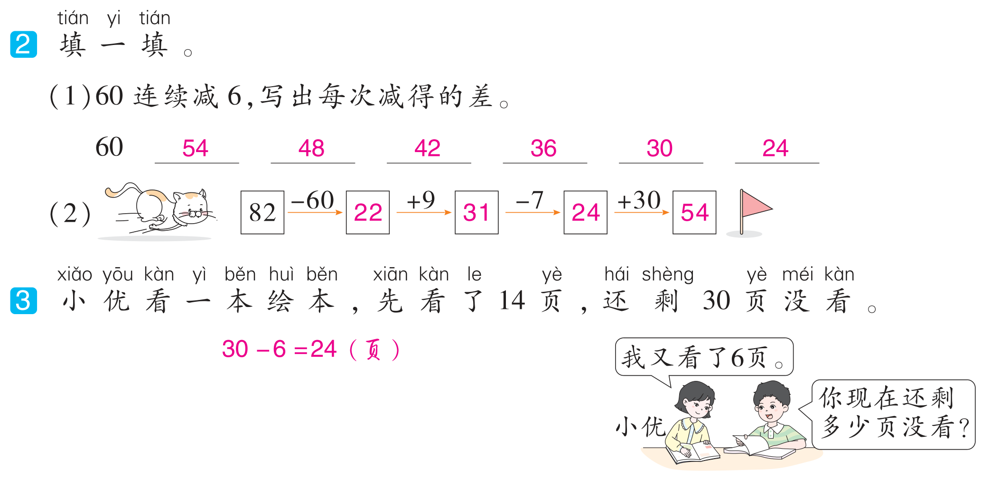 tián yi tián
2 填一填。
(1)60连续减6,写出每次减得的差。
60 54 48 42 36 30 24
(2) 82 −60 22 +9 31 −7 24 +30 54
xiǎo yōu kàn yì běn huì běn xiān kàn le yè hái shèng yè méi kàn
3 小优看一本绘本,先看了14页,还剩30页没看。
30−6=24(页)
我又看了6页。
你现在还剩
多少页没看?
小优